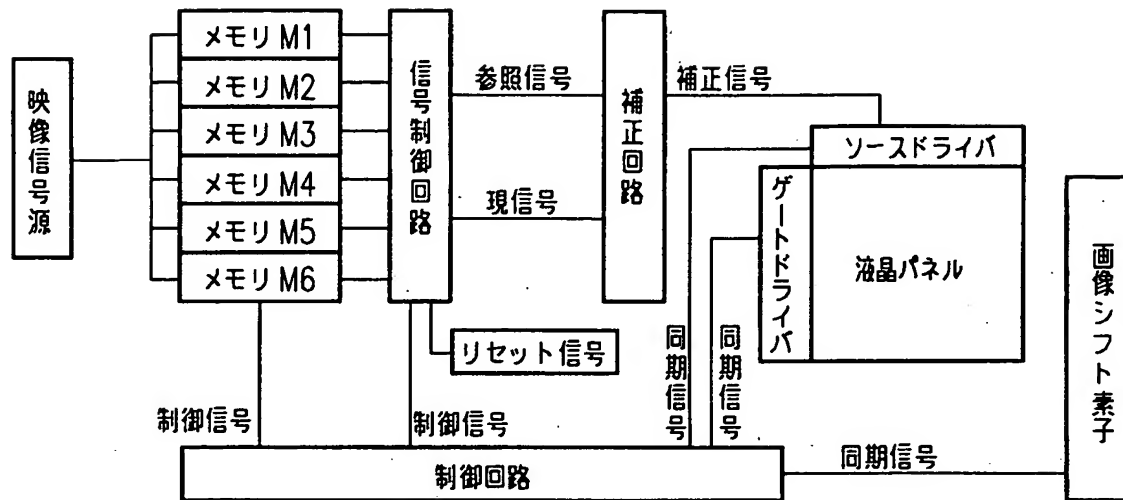 映像信号源
メモリ M1
メモリ M2
メモリ M3
メモリ M4
メモリ M5
メモリ M6
信号制御回路
参照信号
現信号
補正回路
補正信号
ソースドライバ
ゲートドライバ
液晶パネル
画像シフト素子
リセット信号
制御信号
制御信号
同期信号
同期信号
制御回路
同期信号